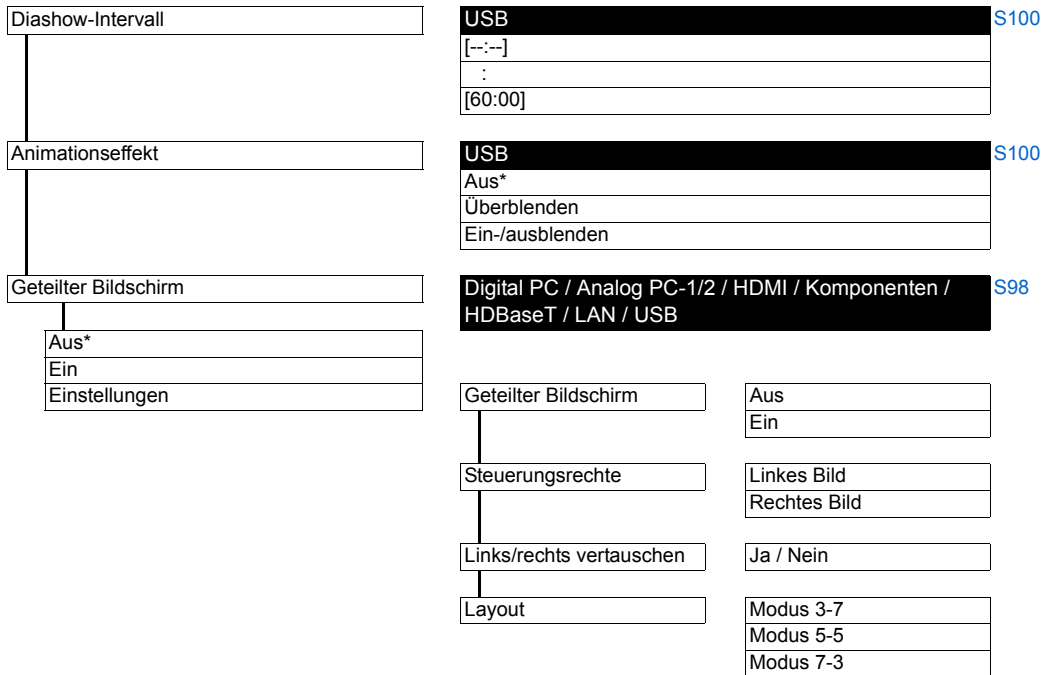 Diashow-Intervall
USB
S100
[--:--]
:
[60:00]
Animationseffekt
USB
S100
Aus*
Überblenden
Ein-/ausblenden
Geteilter Bildschirm
Digital PC / Analog PC-1/2 / HDMI / Komponenten /
HDBaseT / LAN / USB
S98
Aus*
Ein
Einstellungen
Geteilter Bildschirm
Aus
Ein
Steuerungsrechte
Linkes Bild
Rechtes Bild
Links/rechts vertauschen
Ja / Nein
Layout
Modus 3-7
Modus 5-5
Modus 7-3